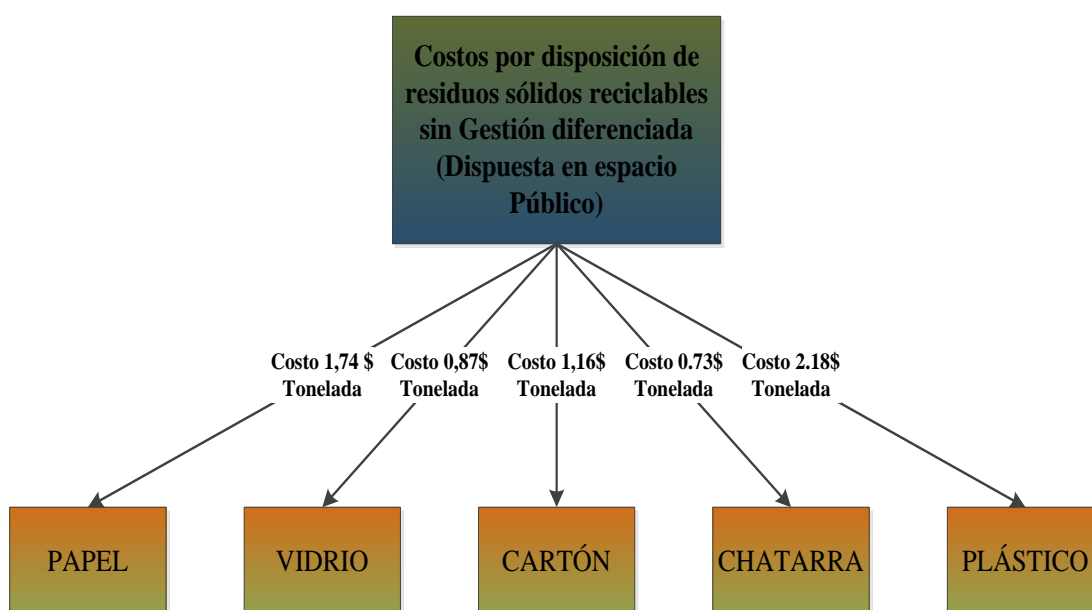 Costos por disposición de
residuos sólidos reciclables
sin Gestión diferenciada
(Dispuesta en espacio
Público)
Costo 1,74 $
Tonelada
Costo 0,87$
Tonelada
Costo 1,16$
Tonelada
Costo 0.73$
Tonelada
Costo 2.18$
Tonelada
PAPEL
VIDRIO
CARTÓN
CHATARRA
PLÁSTICO